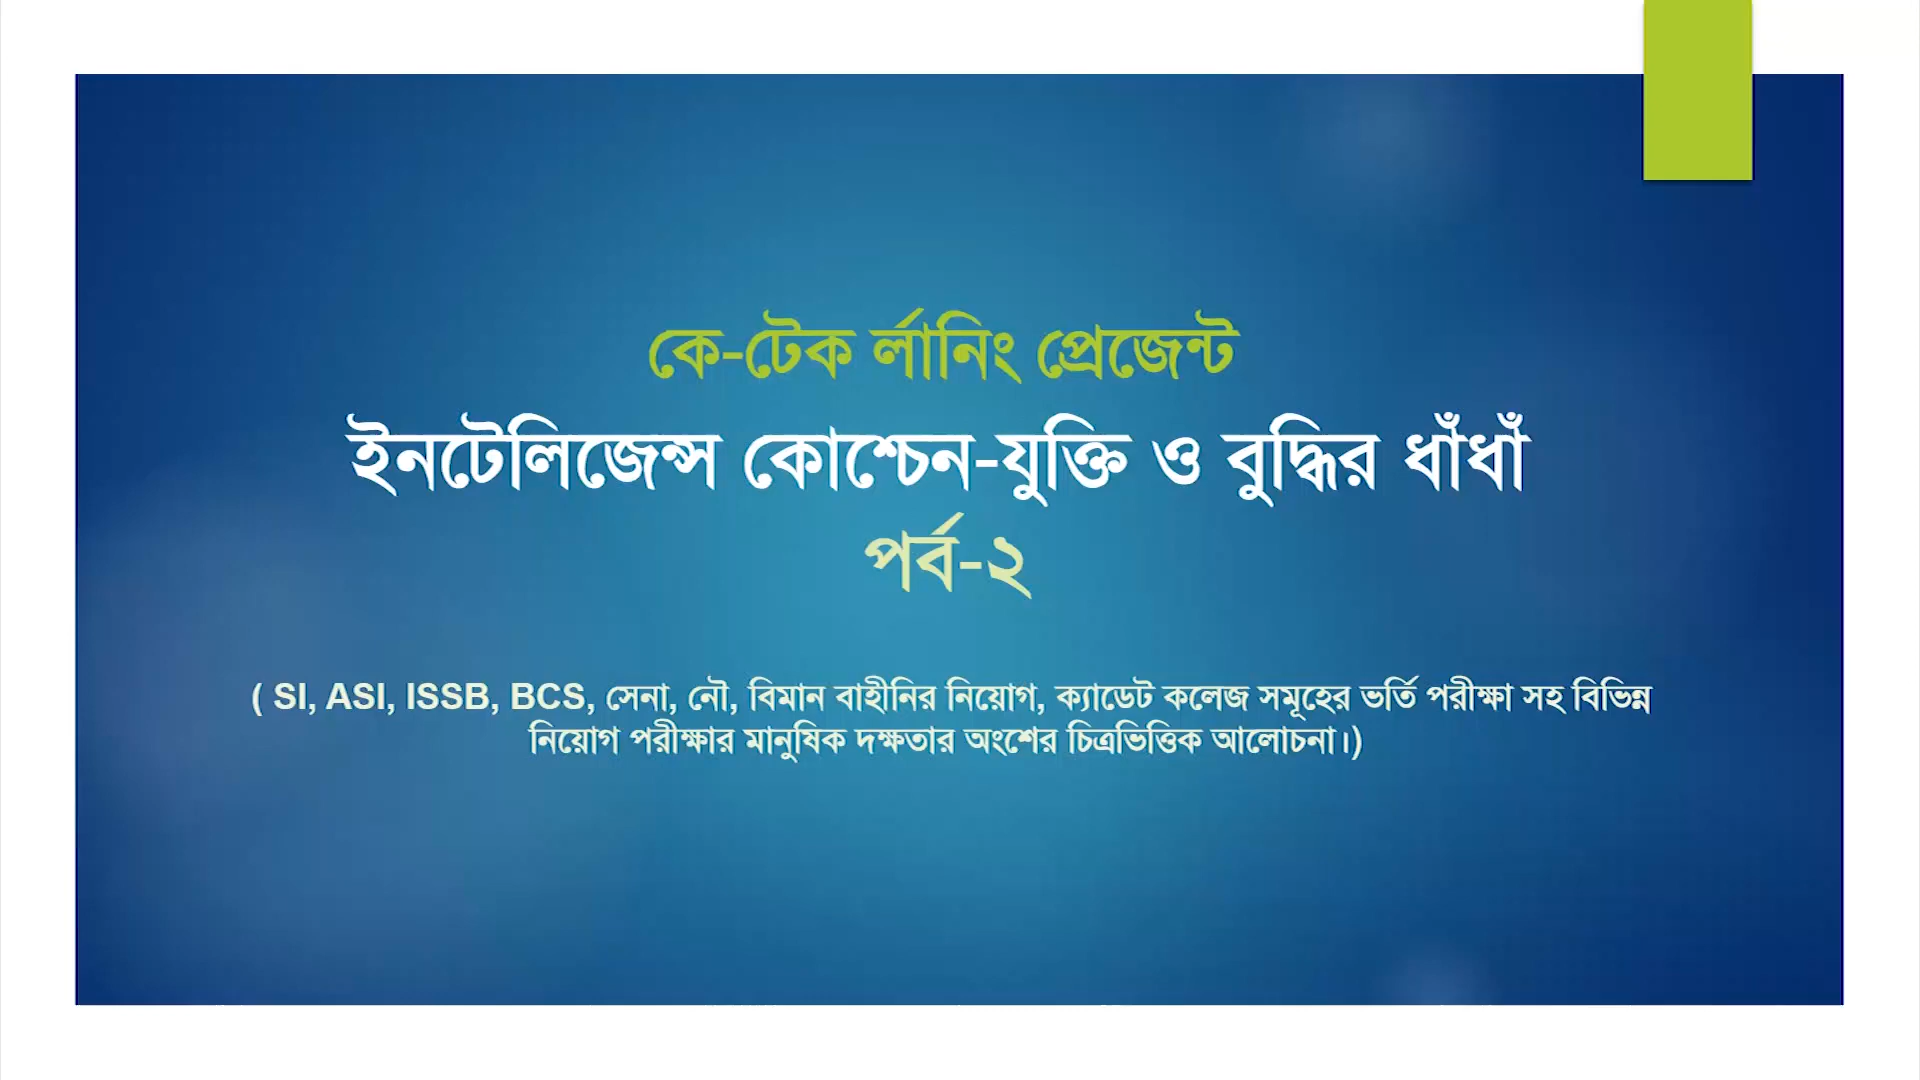 কে-টেক র্লানিং প্রেজেন্ট
ইনটেলিজেন্স কোশ্চেন-যুক্তি ও বুদ্ধির ধাঁধাঁ
পর্ব-২
( SI, ASI, ISSB, BCS, সেনা, নৌ, বিমান বাহীনির নিয়োগ, ক্যাডেট কলেজ সমূহের ভর্তি পরীক্ষা সহ বিভিন্ন
নিয়োগ পরীক্ষার মানুষিক দক্ষতার অংশের চিত্রভিত্তিক আলোচনা।)